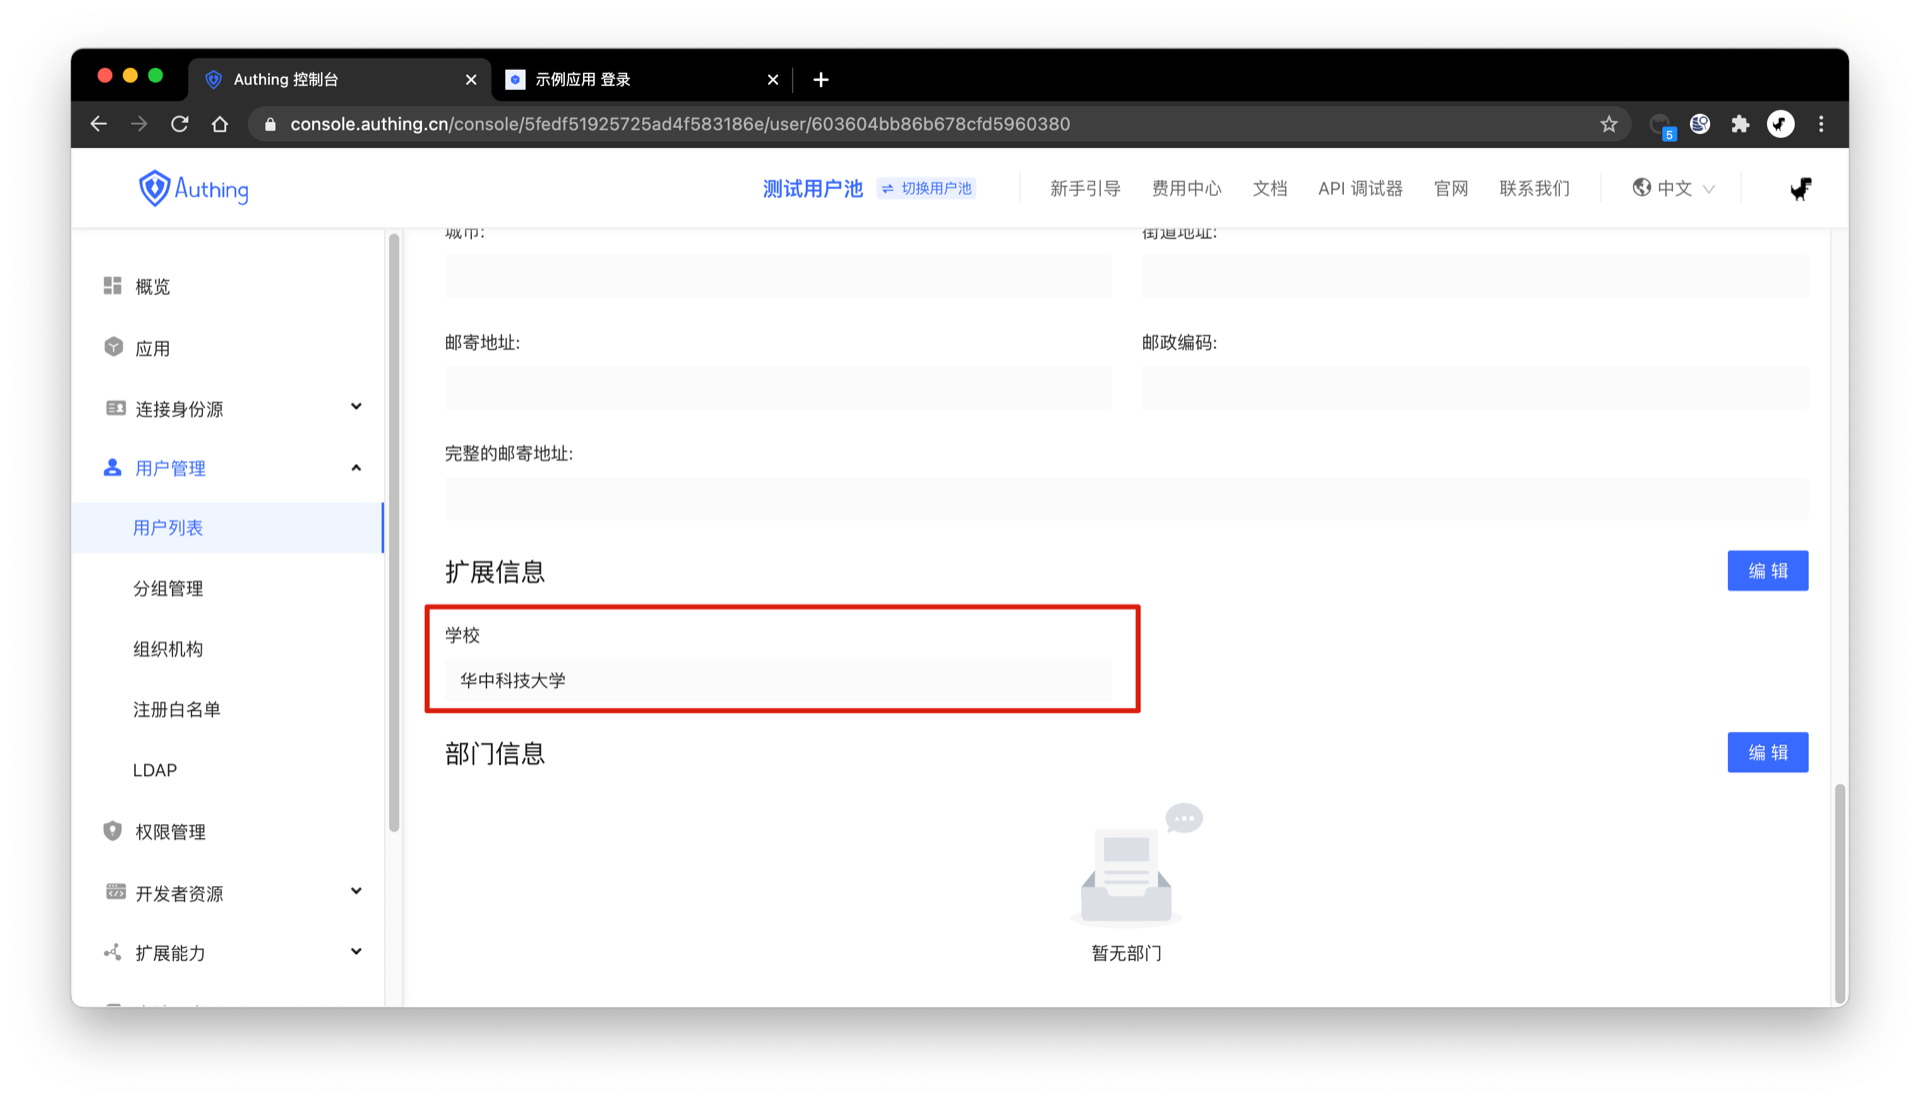 Authing 控制台
示例应用 登录
console.authing.cn/console/5fedf51925725ad4f583186e/user/603604bb86b678cfd5960380
5
Authing
测试用户池 切换用户池 新手引导 费用中心 文档 API 调试器 官网 联系我们 中文
城市:
街道地址:
概览
应用
连接身份源
用户管理
用户列表
分组管理
组织机构
注册白名单
LDAP
权限管理
开发者资源
扩展能力
邮寄地址:
邮政编码:
完整的邮寄地址:
扩展信息
编辑
学校
华中科技大学
部门信息
编辑
暂无部门